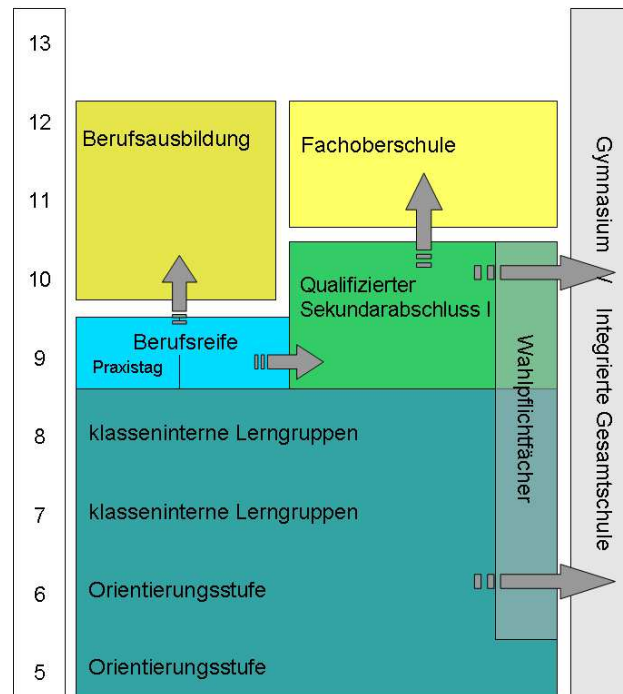 13
12
Berufsausbildung
Fachoberschule
11
10
Qualifizierter
Sekundarabschluss I
9
Berufsreife
Praxistag
8
klasseninterne Lerngruppen
7
klasseninterne Lerngruppen
6
Orientierungsstufe
5
Orientierungsstufe
Wahlpflichtfächer
Gymnasium / Integrierte Gesamtschule